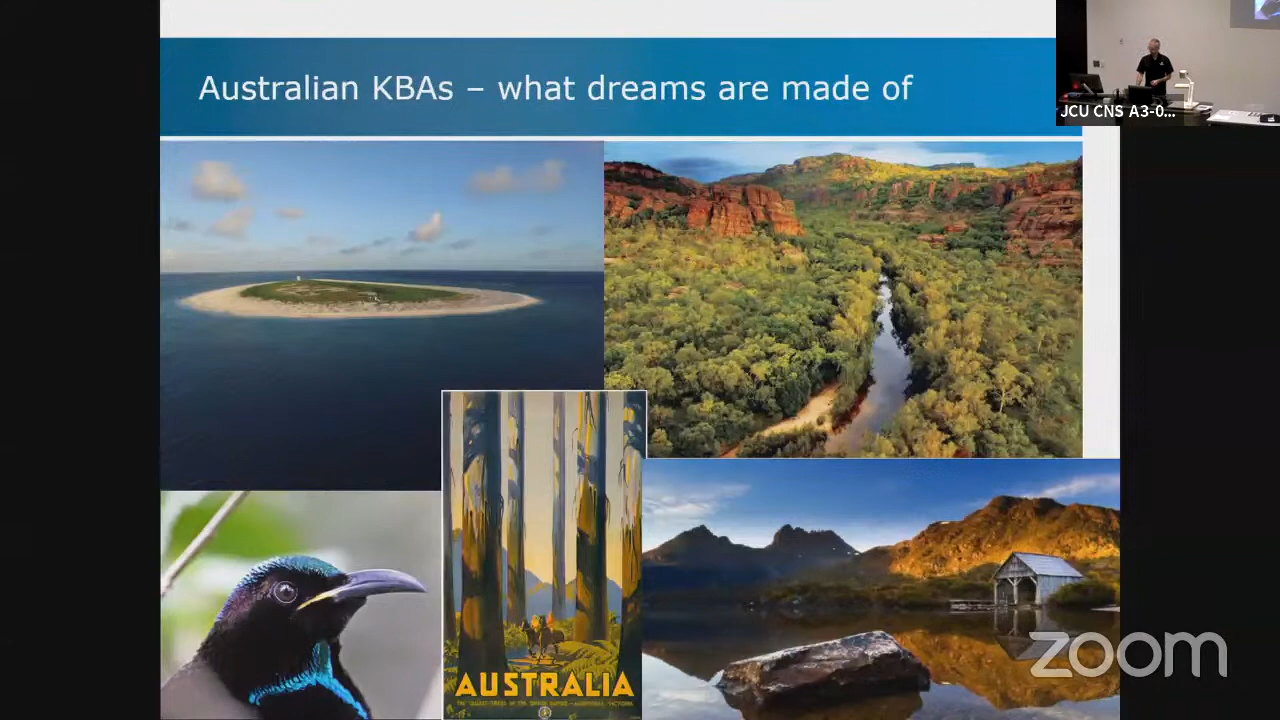 Australian KBAs – what dreams are made of
JCU CNS A3-0...
AUSTRALIA
zoom